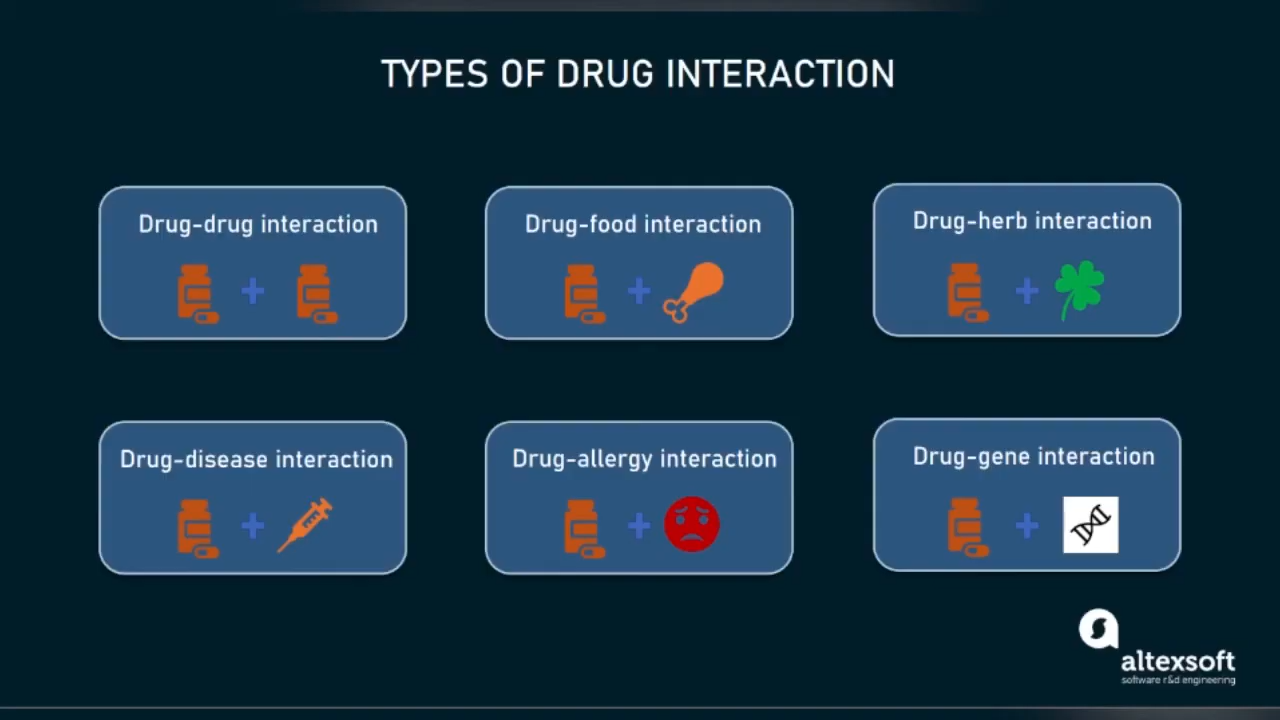 TYPES OF DRUG INTERACTION
Drug-drug interaction
Drug-food interaction
Drug-herb interaction
Drug-disease interaction
Drug-allergy interaction
Drug-gene interaction
altexsoft
software r&d engineering